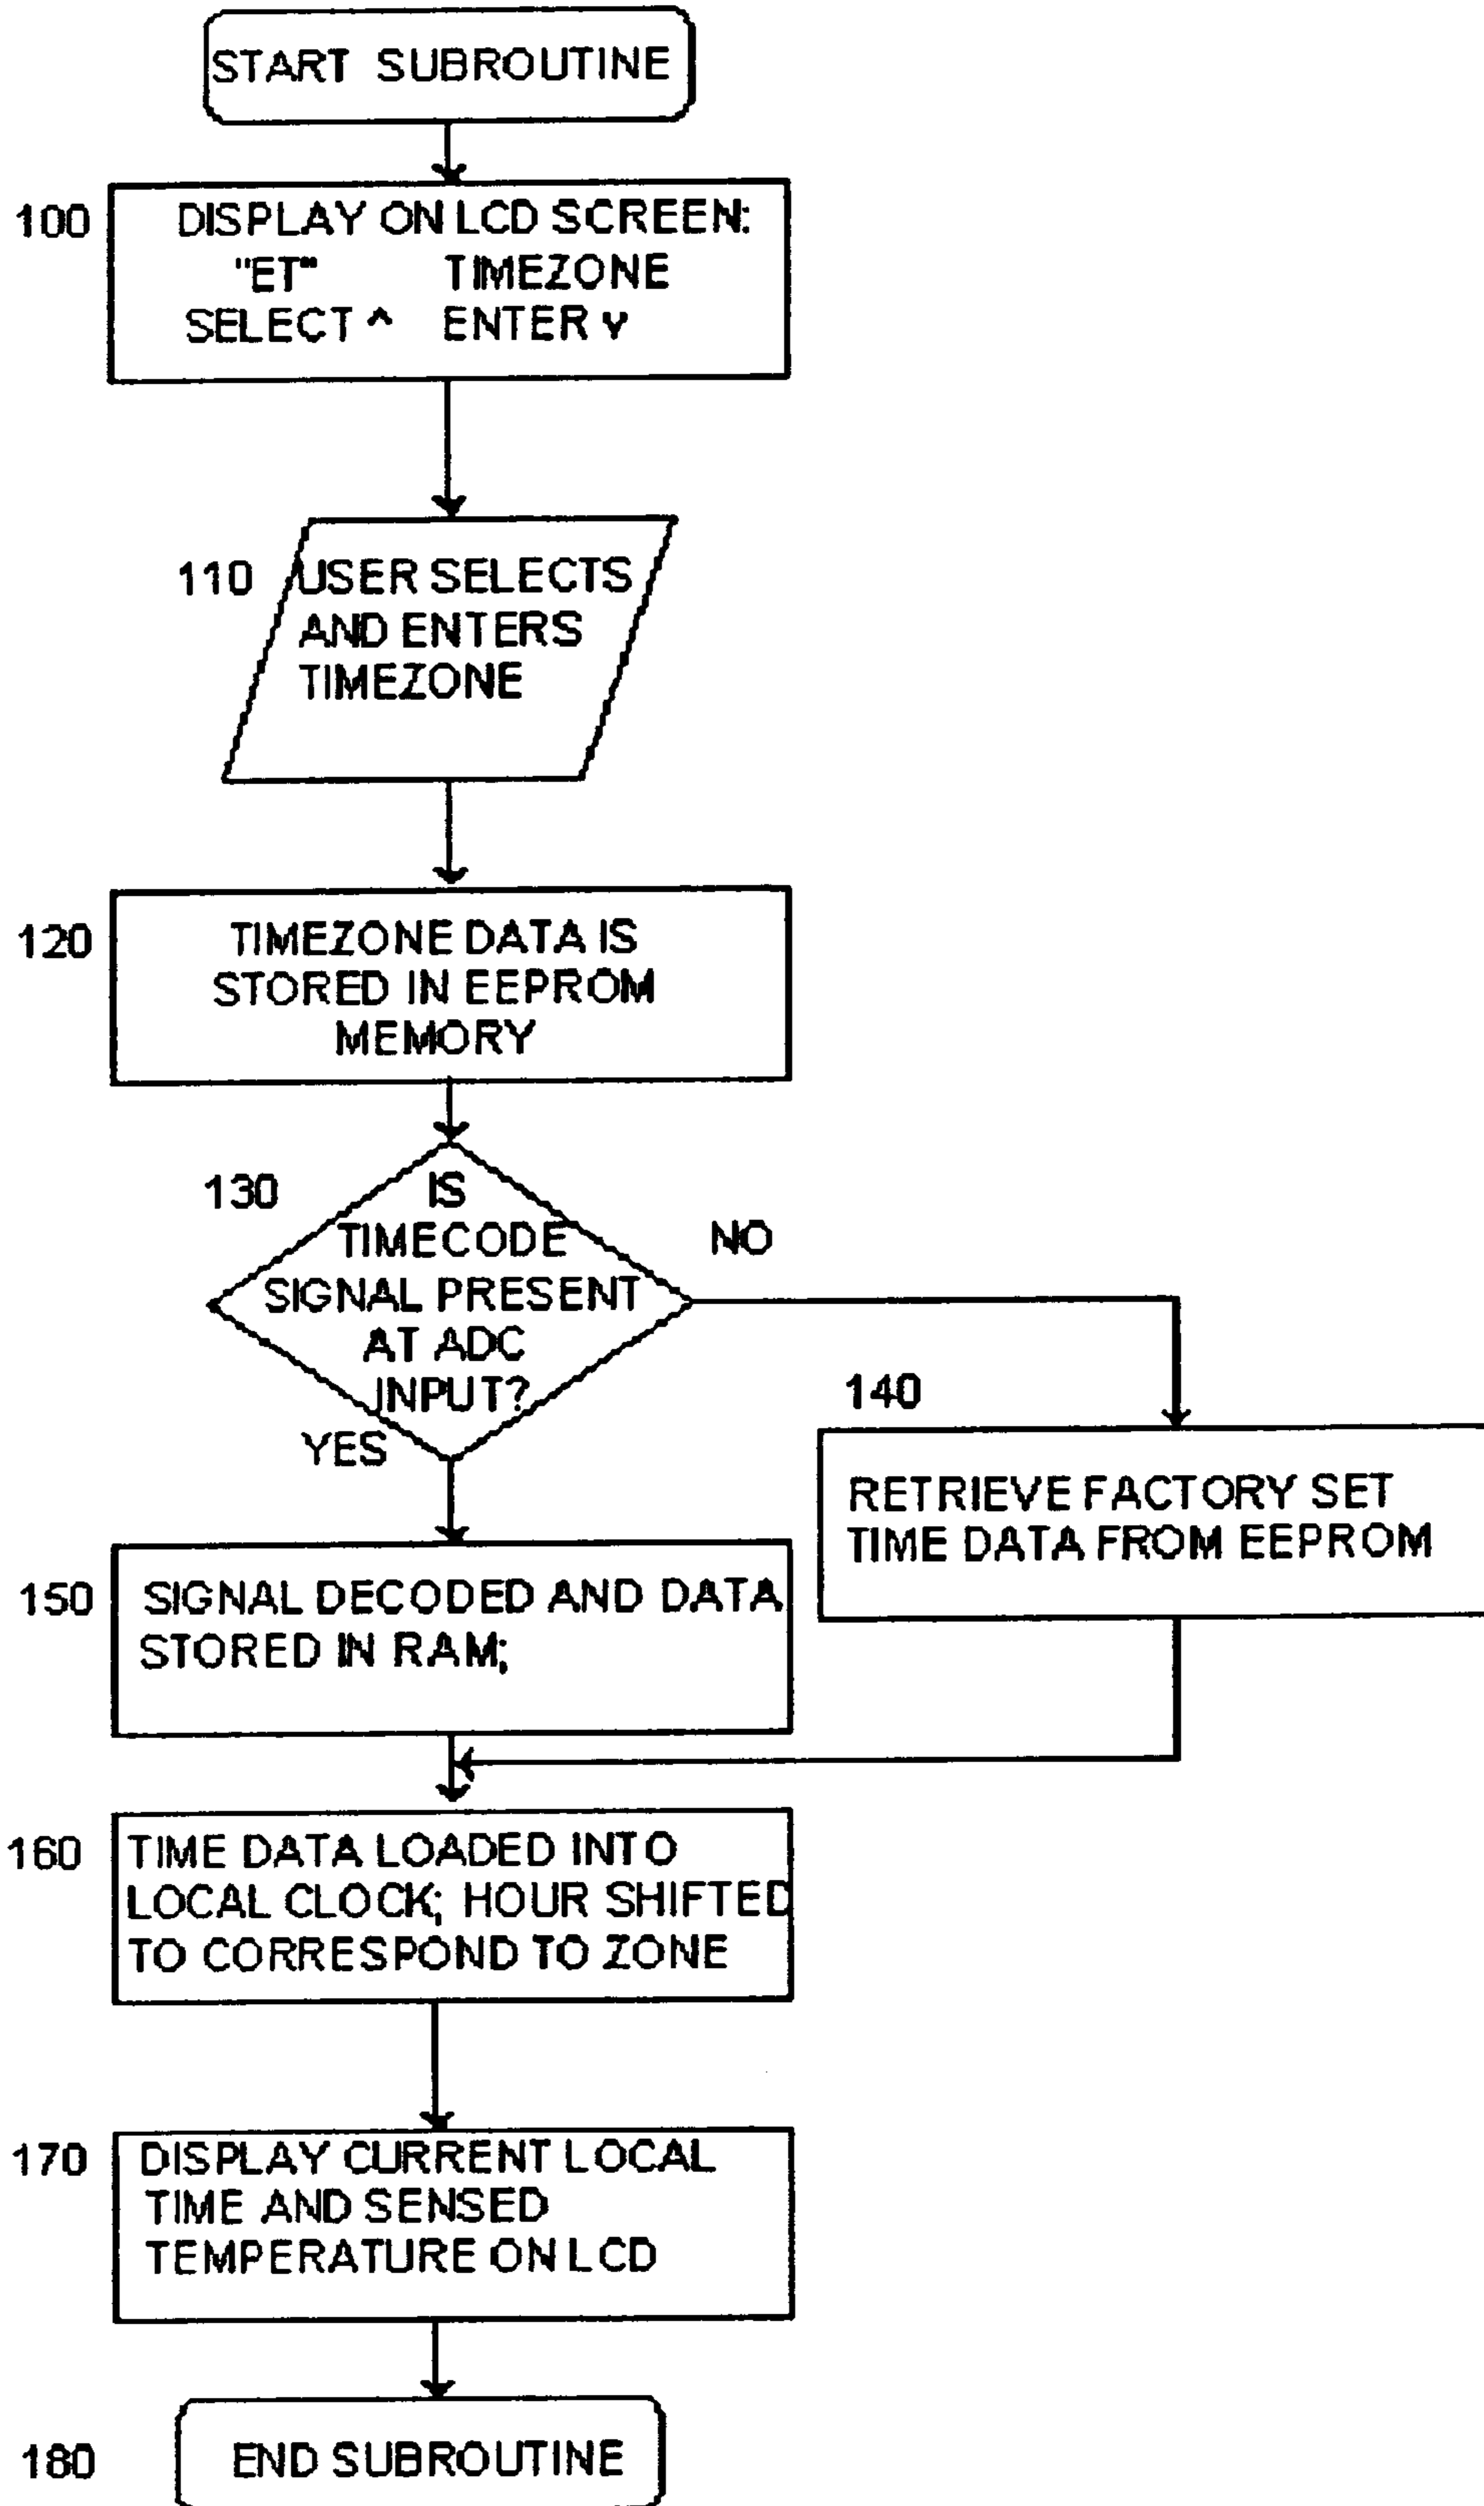 START SUBROUTINE
100
DISPLAY ON LCD SCREEN:
"ET" TIMEZONE
SELECT ^ ENTER v
110
USER SELECTS
AND ENTERS
TIMEZONE
120
TIMEZONE DATA IS
STORED IN EEPROM
MEMORY
130
IS
TIMECODE
SIGNAL PRESENT
AT ADC
INPUT?
NO
YES
140
RETRIEVE FACTORY SET
TIME DATA FROM EEPROM
150
SIGNAL DECODED AND DATA
STORED IN RAM;
160
TIME DATA LOADED INTO
LOCAL CLOCK; HOUR SHIFTED
TO CORRESPOND TO ZONE
170
DISPLAY CURRENT LOCAL
TIME AND SENSED
TEMPERATURE ON LCD
180
END SUBROUTINE